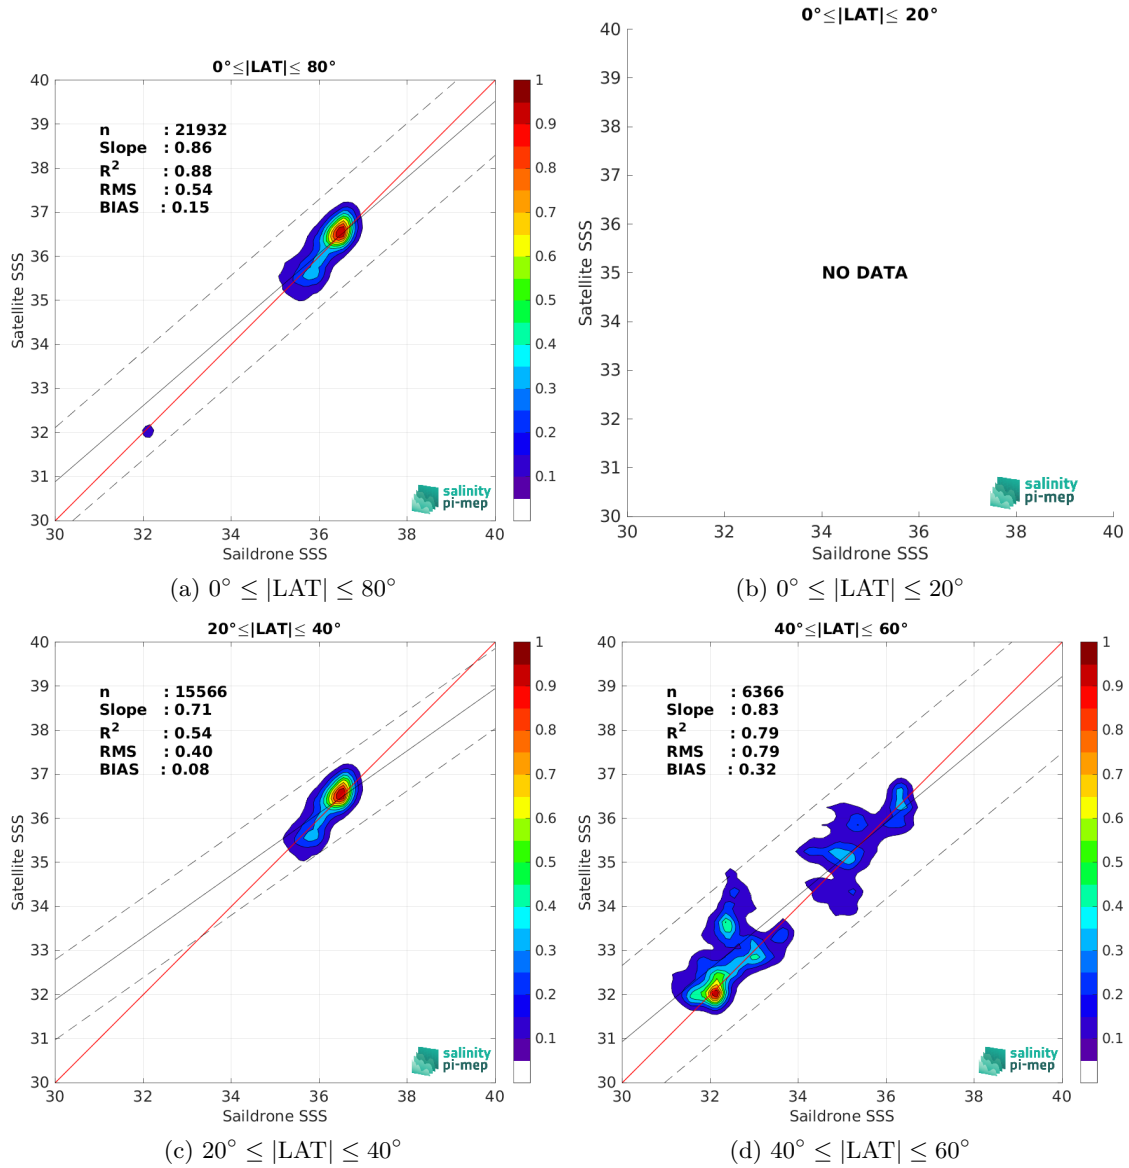 0°≤|LAT|≤ 80°
n : 21932
Slope : 0.86
R² : 0.88
RMS : 0.54
BIAS : 0.15
40
39
38
37
36
35
34
33
32
31
30
Satellite SSS
30 32 34 36 38 40
Saildrone SSS
1
0.9
0.8
0.7
0.6
0.5
0.4
0.3
0.2
0.1
salinity
pi-mep
(a) 0° ≤ |LAT| ≤ 80°
0°≤|LAT|≤ 20°
40
39
38
37
36
35
34
33
32
31
30
Satellite SSS
NO DATA
30 32 34 36 38 40
Saildrone SSS
salinity
pi-mep
(b) 0° ≤ |LAT| ≤ 20°
20°≤|LAT|≤ 40°
n : 15566
Slope : 0.71
R² : 0.54
RMS : 0.40
BIAS : 0.08
40
39
38
37
36
35
34
33
32
31
30
Satellite SSS
30 32 34 36 38 40
Saildrone SSS
1
0.9
0.8
0.7
0.6
0.5
0.4
0.3
0.2
0.1
salinity
pi-mep
(c) 20° ≤ |LAT| ≤ 40°
40°≤|LAT|≤ 60°
n : 6366
Slope : 0.83
R² : 0.79
RMS : 0.79
BIAS : 0.32
40
39
38
37
36
35
34
33
32
31
30
Satellite SSS
30 32 34 36 38 40
Saildrone SSS
1
0.9
0.8
0.7
0.6
0.5
0.4
0.3
0.2
0.1
salinity
pi-mep
(d) 40° ≤ |LAT| ≤ 60°